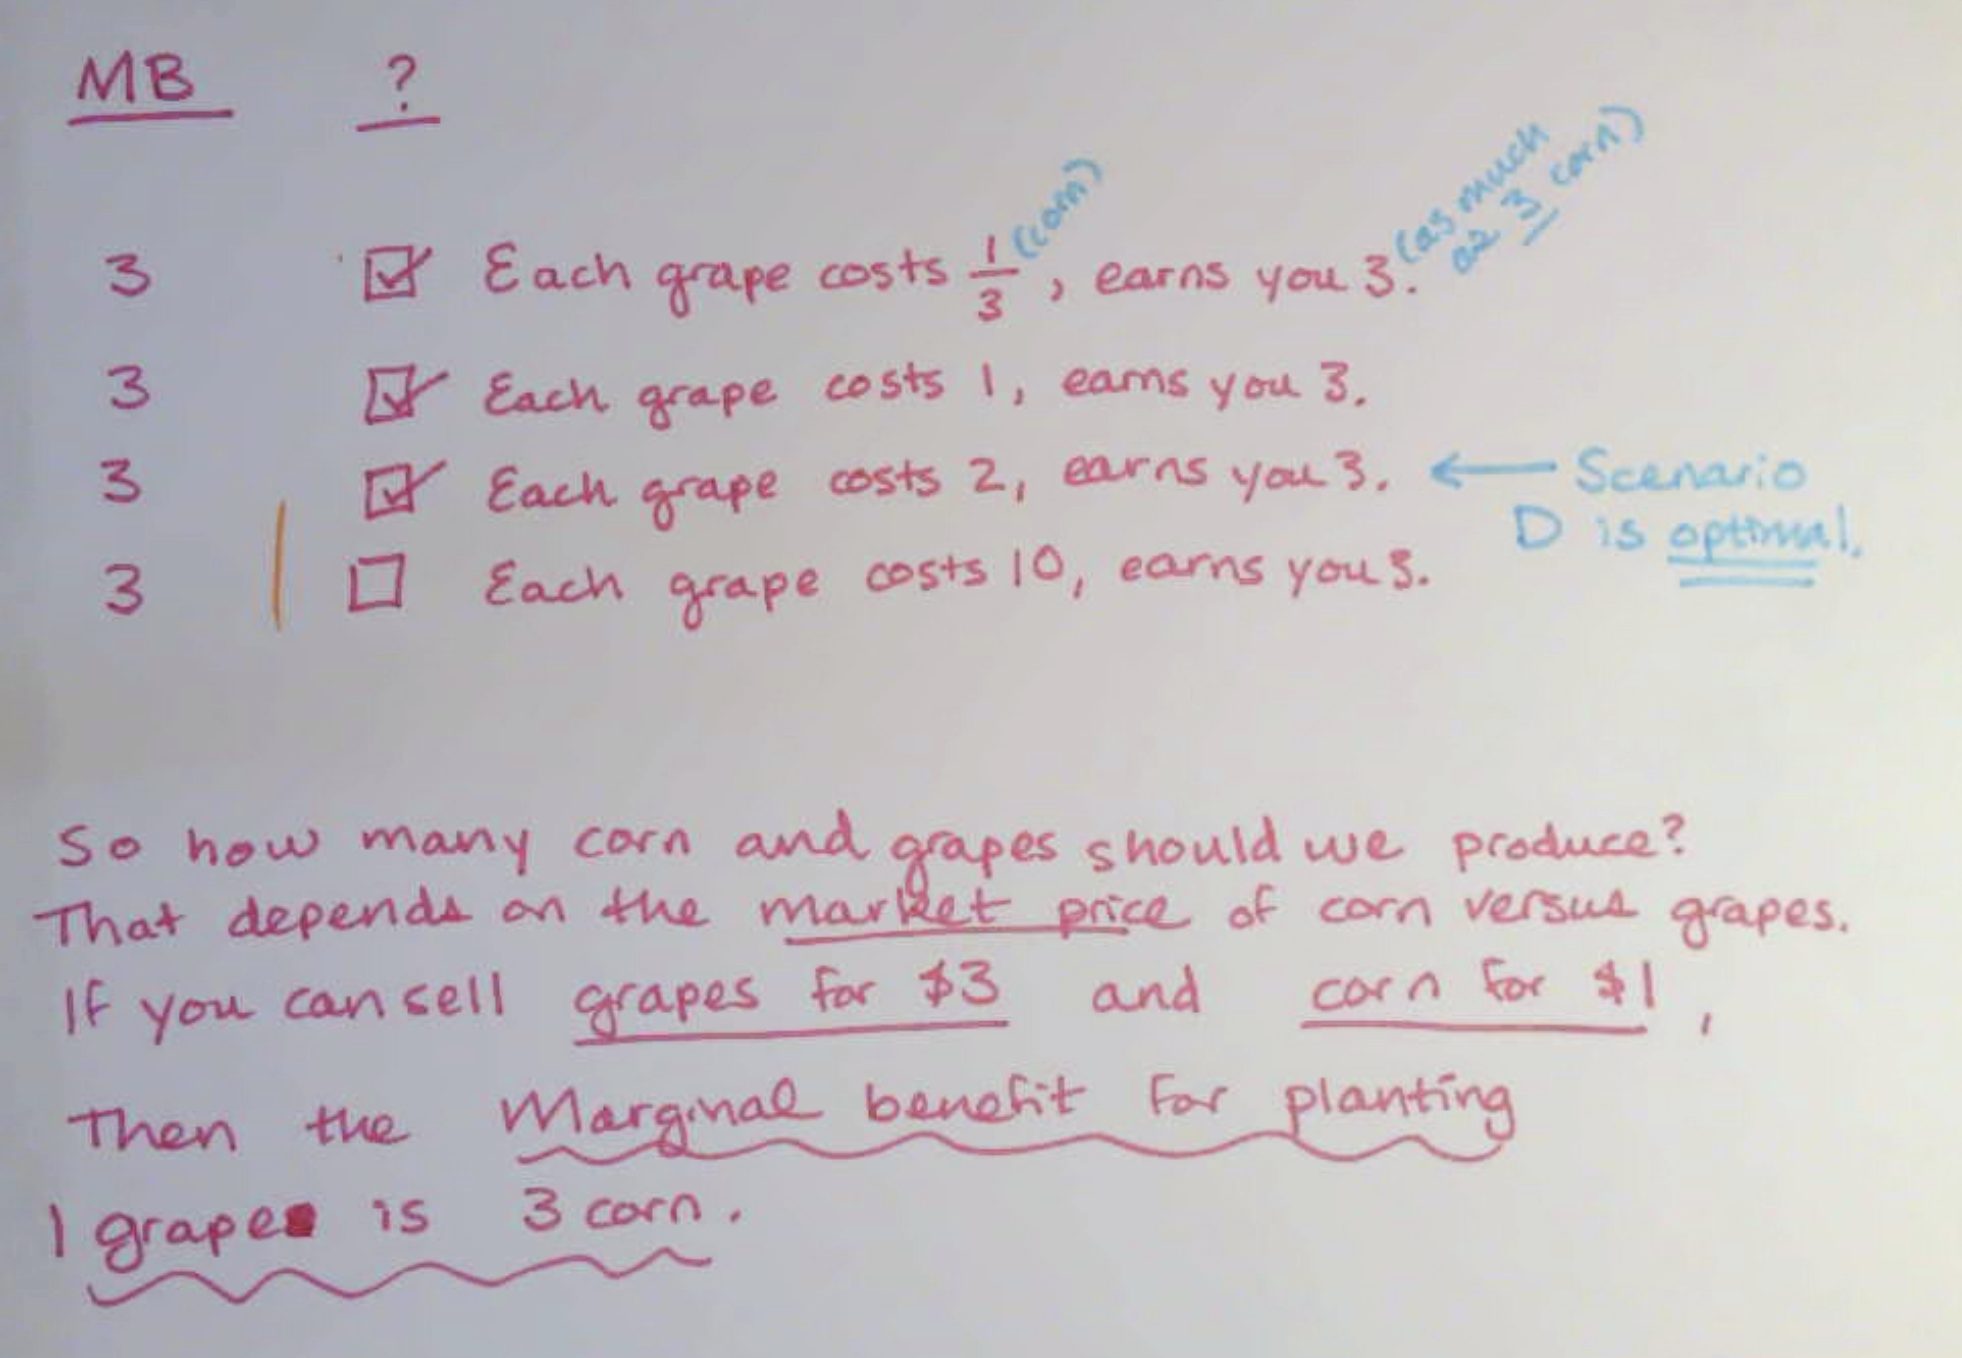 MB ?
3 ☑ Each grape costs 1/3 (corn), earns you 3. (as much as 3 corn)
3 ☑ Each grape costs 1, earns you 3.
3 ☑ Each grape costs 2, earns you 3. ← Scenario
D is optimal.
3 ☐ Each grape costs 10, earns you 3.
So how many corn and grapes should we produce?
That depends on the market price of corn versus grapes.
If you can sell grapes for $3 and corn for $1,
Then the Marginal benefit for planting
1 grape is 3 corn.